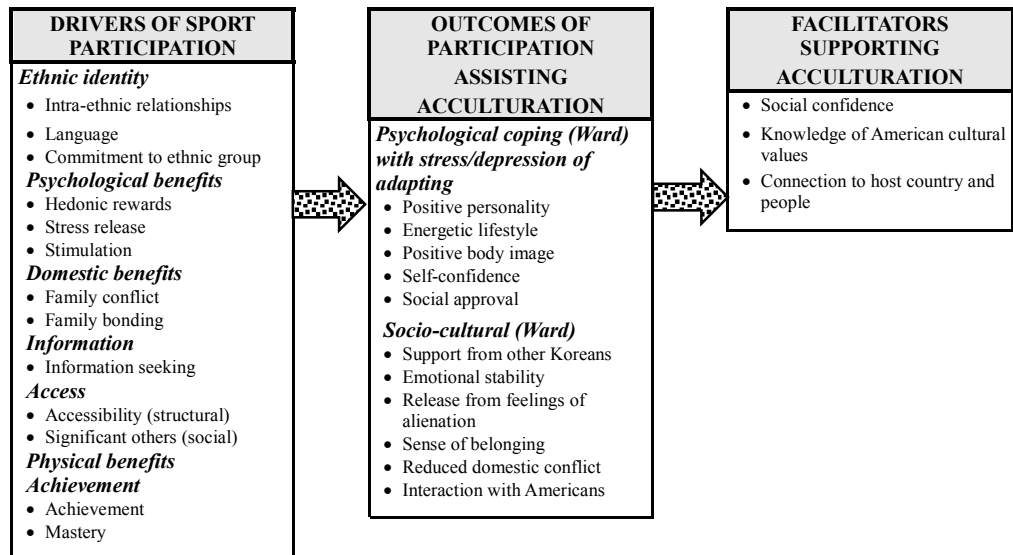 DRIVERS OF SPORT
PARTICIPATION
Ethnic identity
• Intra-ethnic relationships
• Language
• Commitment to ethnic group
Psychological benefits
• Hedonic rewards
• Stress release
• Stimulation
Domestic benefits
• Family conflict
• Family bonding
Information
• Information seeking
Access
• Accessibility (structural)
• Significant others (social)
Physical benefits
Achievement
• Achievement
• Mastery
OUTCOMES OF
PARTICIPATION
ASSISTING
ACCULTURATION
Psychological coping (Ward)
with stress/depression of
adapting
• Positive personality
• Energetic lifestyle
• Positive body image
• Self-confidence
• Social approval
Socio-cultural (Ward)
• Support from other Koreans
• Emotional stability
• Release from feelings of
alienation
• Sense of belonging
• Reduced domestic conflict
• Interaction with Americans
FACILITATORS
SUPPORTING
ACCULTURATION
• Social confidence
• Knowledge of American cultural
values
• Connection to host country and
people